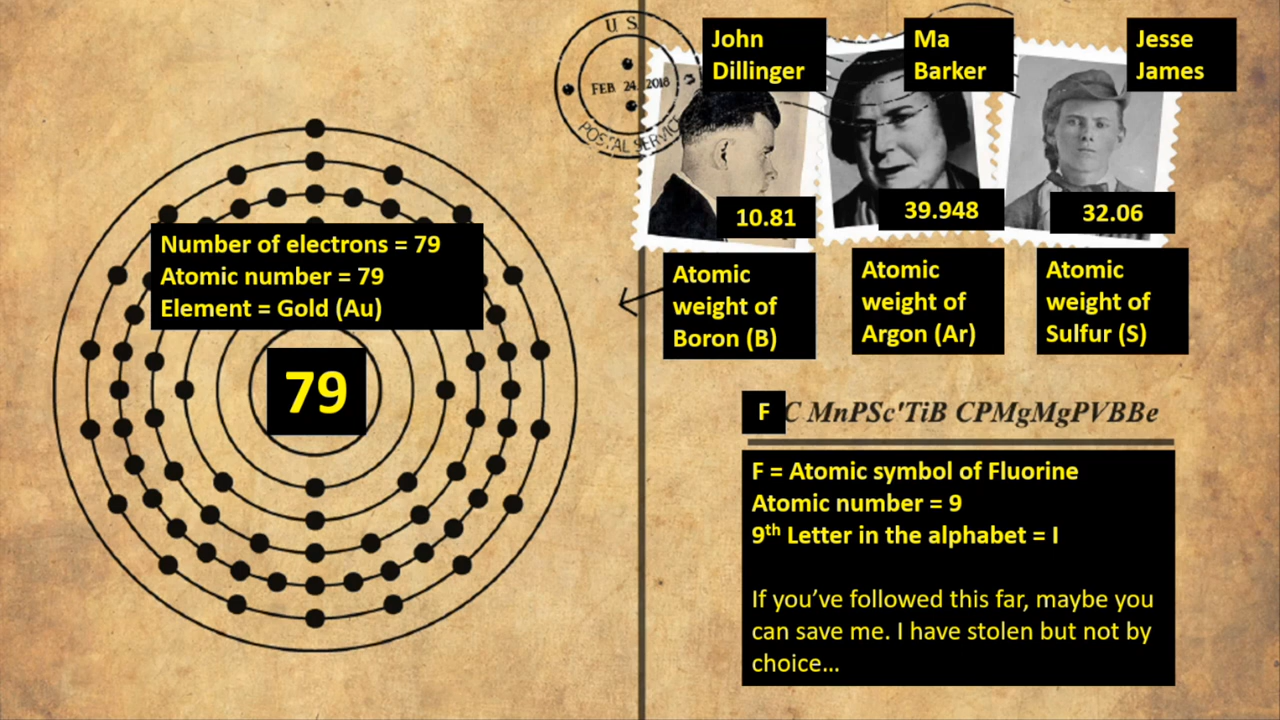 U.S.
FEB 24, 2018
POSTAL SERVICE
John
Dillinger
Ma
Barker
Jesse
James
10.81
39.948
32.06
Number of electrons = 79
Atomic number = 79
Element = Gold (Au)
79
Atomic
weight of
Boron (B)
Atomic
weight of
Argon (Ar)
Atomic
weight of
Sulfur (S)
F C MnPSc'TiB CPMgMgPVBBe
F = Atomic symbol of Fluorine
Atomic number = 9
9th Letter in the alphabet = I
If you’ve followed this far, maybe you
can save me. I have stolen but not by
choice…